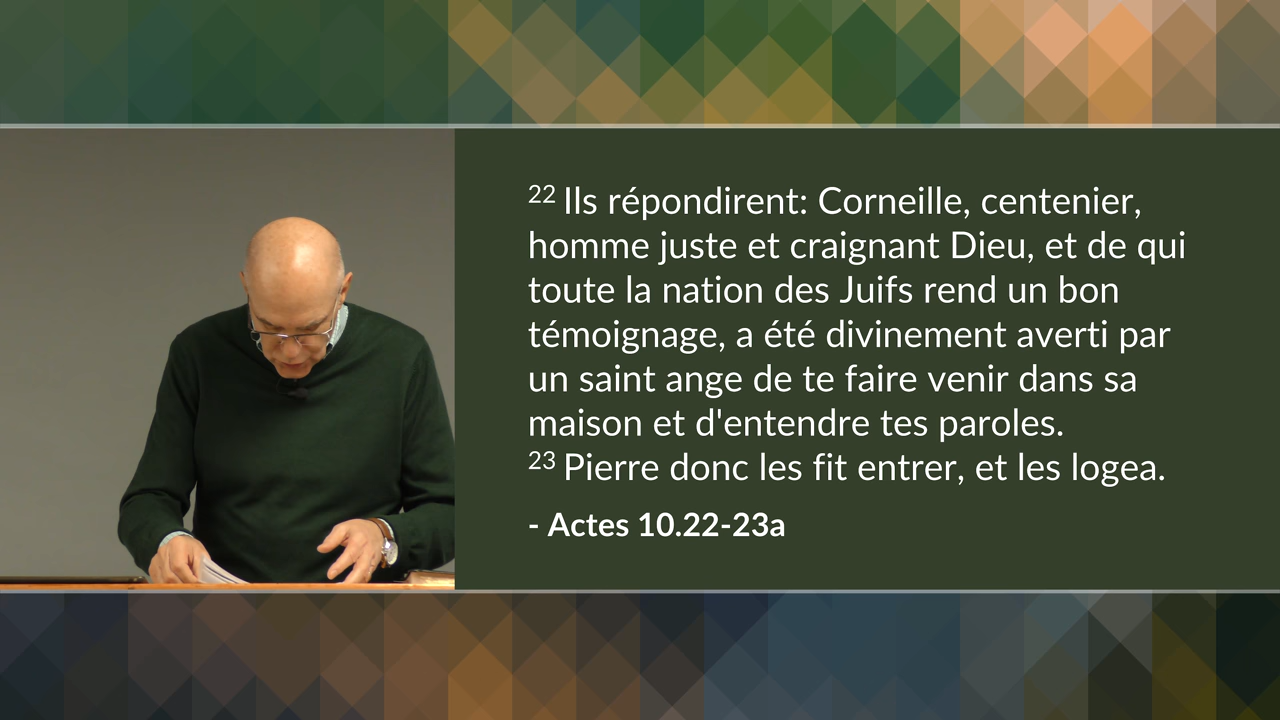 22 Ils répondirent: Corneille, centenier,
homme juste et craignant Dieu, et de qui
toute la nation des Juifs rend un bon
témoignage, a été divinement averti par
un saint ange de te faire venir dans sa
maison et d'entendre tes paroles.
23 Pierre donc les fit entrer, et les logea.
- Actes 10.22-23a